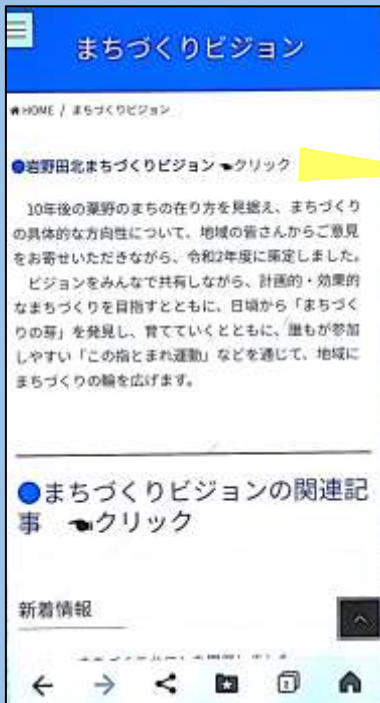 まちづくりビジョン
HOME / まちづくりビジョン
●岩野田北まちづくりビジョン ☚クリック
10年後の粟野のまちの在り方を見据え、まちづくり
の具体的な方向性について、地域の皆さんからご意見
をお寄せいただきながら、令和2年度に策定しました。
ビジョンをみんなで共有しながら、計画的・効果的
なまちづくりを目指すとともに、日頃から「まちづく
りの芽」を発見し、育てていくとともに、誰もが参加
しやすい「この指とまれ運動」などを通じて、地域に
まちづくりの輪を広げます。
●まちづくりビジョンの関連記
事 ☚クリック
新着情報
2